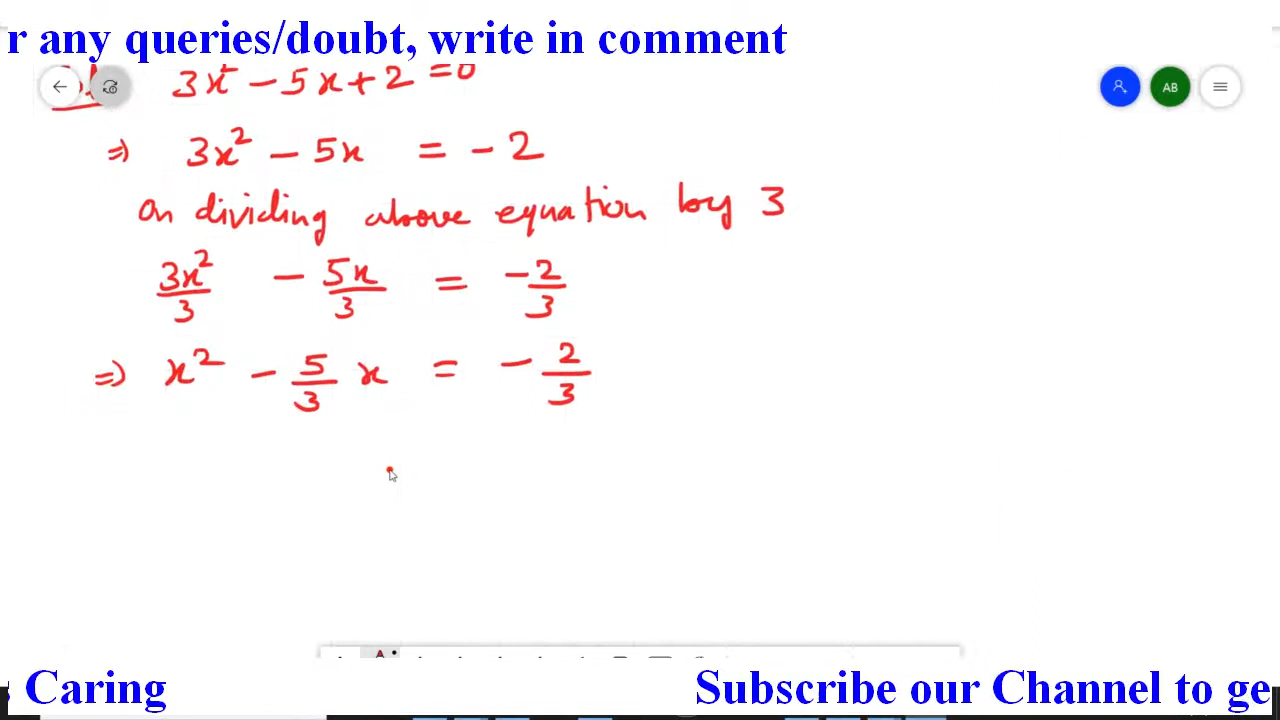 r any queries/doubt, write in comment
3x² - 5x + 2 = 0
AB
⇒ 3x² - 5x = - 2
On dividing above equation by 3
3x²/3 - 5x/3 = -2/3
⇒ x² - 5/3 x = - 2/3
s Caring
Subscribe our Channel to ge